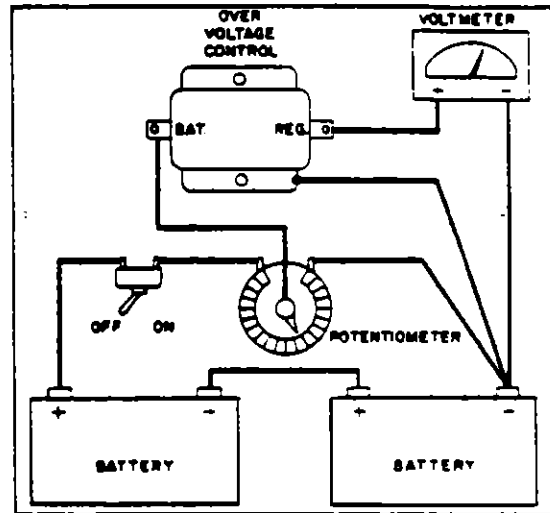 OVER
VOLTAGE
CONTROL
VOLTMETER
+ -
BAT. REG.
OFF ON
POTENTIOMETER
+ - + -
BATTERY BATTERY